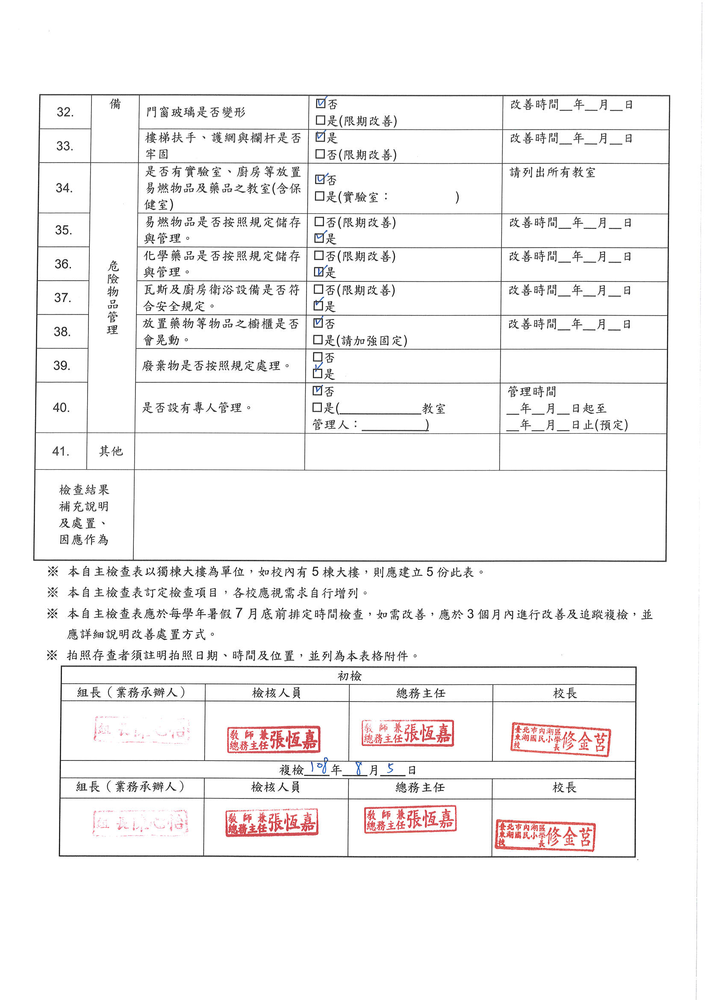 32.
備
門窗玻璃是否變形
☑否
□是(限期改善)
改善時間__年__月__日
33.
樓梯扶手、護網與欄杆是否
牢固
☑是
□否(限期改善)
改善時間__年__月__日
34.
危險物品管理
是否有實驗室、廚房等放置
易燃物品及藥品之教室(含保
健室)
☑否
□是(實驗室： )
請列出所有教室
35.
易燃物品是否按照規定儲存
與管理。
□否(限期改善)
☑是
改善時間__年__月__日
36.
化學藥品是否按照規定儲存
與管理。
□否(限期改善)
☑是
改善時間__年__月__日
37.
瓦斯及廚房衛浴設備是否符
合安全規定。
□否(限期改善)
☑是
改善時間__年__月__日
38.
放置藥物等物品之櫥櫃是否
會晃動。
☑否
□是(請加強固定)
改善時間__年__月__日
39.
廢棄物是否按照規定處理。
□否
☑是
40.
是否設有專人管理。
☑否
□是(____________教室
管理人：__________)
管理時間
__年__月__日起至
__年__月__日止(預定)
41.
其他
檢查結果
補充說明
及處置、
因應作為
※ 本自主檢查表以獨棟大樓為單位，如校內有 5 棟大樓，則應建立 5 份此表。
※ 本自主檢查表訂定檢查項目，各校應視需求自行增列。
※ 本自主檢查表應於每學年暑假 7 月底前排定時間檢查，如需改善，應於 3 個月內進行改善及追蹤複檢，並
應詳細說明改善處置方式。
※ 拍照存查者須註明拍照日期、時間及位置，並列為本表格附件。
初檢
組長（業務承辦人） 檢核人員 總務主任 校長
組長
教師兼
總務主任 張恆嘉
教師兼
總務主任 張恆嘉
臺北市內湖區
東湖國民小學
校長 修金莒
複檢 108 年 8 月 5 日
組長（業務承辦人） 檢核人員 總務主任 校長
組長
教師兼
總務主任 張恆嘉
教師兼
總務主任 張恆嘉
臺北市內湖區
東湖國民小學
校長 修金莒